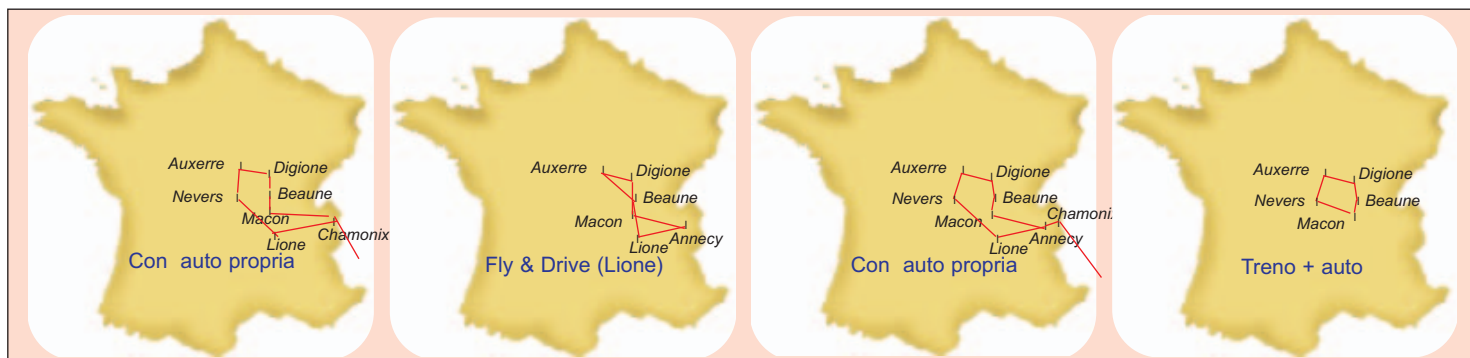 Auxerre
Digione
Nevers
Beaune
Macon
Chamonix
Lione
Con auto propria
Auxerre
Digione
Beaune
Macon
Lione
Annecy
Fly & Drive (Lione)
Auxerre
Digione
Nevers
Beaune
Macon
Chamonix
Lione
Annecy
Con auto propria
Auxerre
Digione
Nevers
Beaune
Macon
Treno + auto